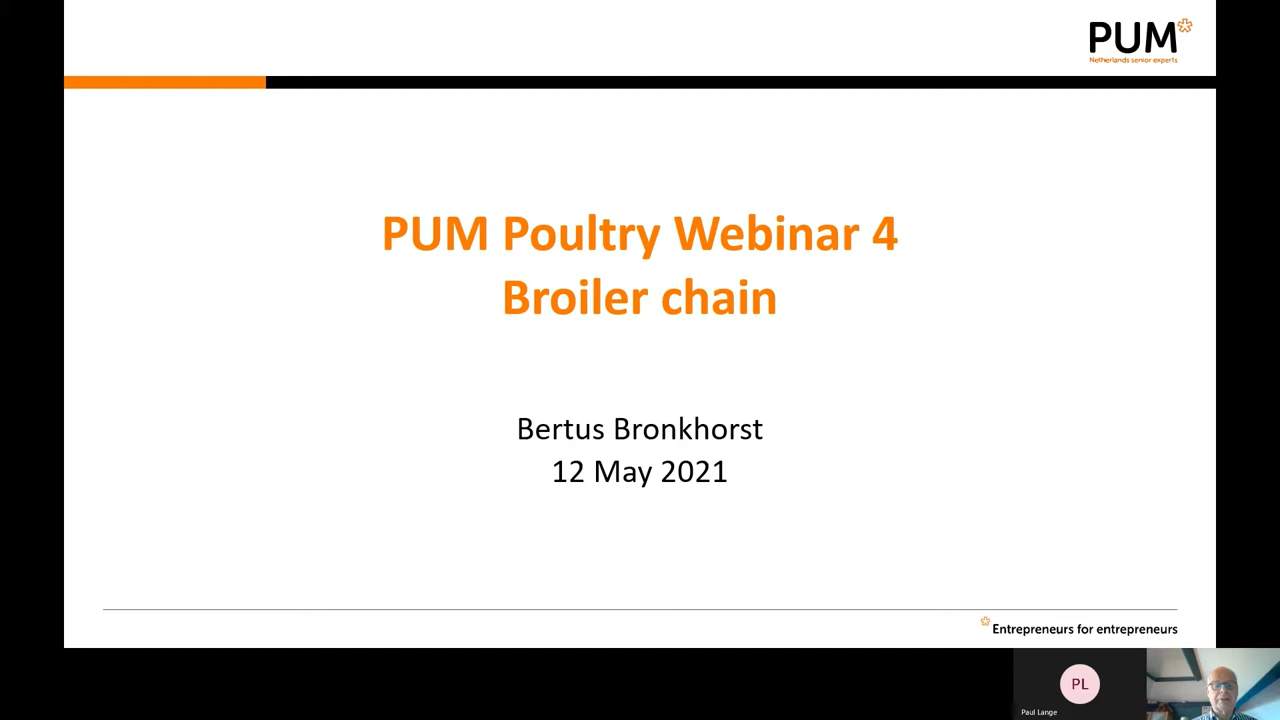 PUM
Netherlands senior experts
PUM Poultry Webinar 4
Broiler chain
Bertus Bronkhorst
12 May 2021
Entrepreneurs for entrepreneurs
PL
Paul Lange